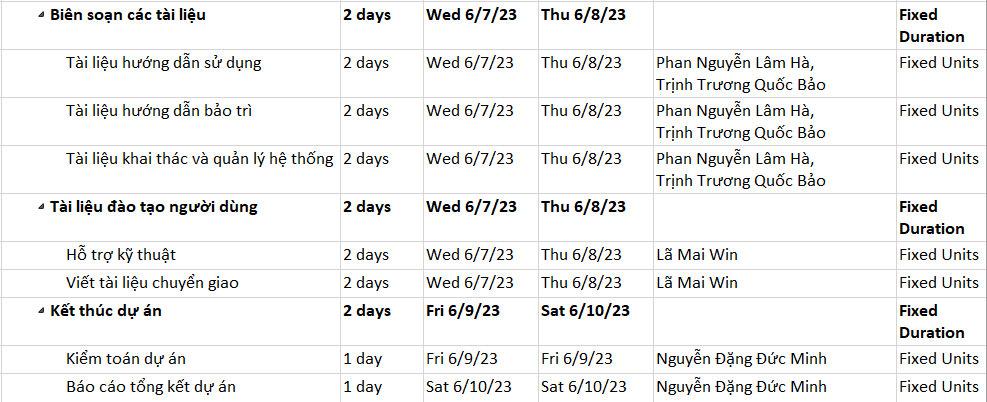 Biên soạn các tài liệu 2 days Wed 6/7/23 Thu 6/8/23 Fixed
Duration
Tài liệu hướng dẫn sử dụng 2 days Wed 6/7/23 Thu 6/8/23 Phan Nguyễn Lâm Hà, Fixed Units
Trịnh Trương Quốc Bảo
Tài liệu hướng dẫn bảo trì 2 days Wed 6/7/23 Thu 6/8/23 Phan Nguyễn Lâm Hà, Fixed Units
Trịnh Trương Quốc Bảo
Tài liệu khai thác và quản lý hệ thống 2 days Wed 6/7/23 Thu 6/8/23 Phan Nguyễn Lâm Hà, Fixed Units
Trịnh Trương Quốc Bảo
Tài liệu đào tạo người dùng 2 days Wed 6/7/23 Thu 6/8/23 Fixed
Duration
Hỗ trợ kỹ thuật 2 days Wed 6/7/23 Thu 6/8/23 Lã Mai Win Fixed Units
Viết tài liệu chuyển giao 2 days Wed 6/7/23 Thu 6/8/23 Lã Mai Win Fixed Units
Kết thúc dự án 2 days Fri 6/9/23 Sat 6/10/23 Fixed
Duration
Kiểm toán dự án 1 day Fri 6/9/23 Fri 6/9/23 Nguyễn Đặng Đức Minh Fixed Units
Báo cáo tổng kết dự án 1 day Sat 6/10/23 Sat 6/10/23 Nguyễn Đặng Đức Minh Fixed Units